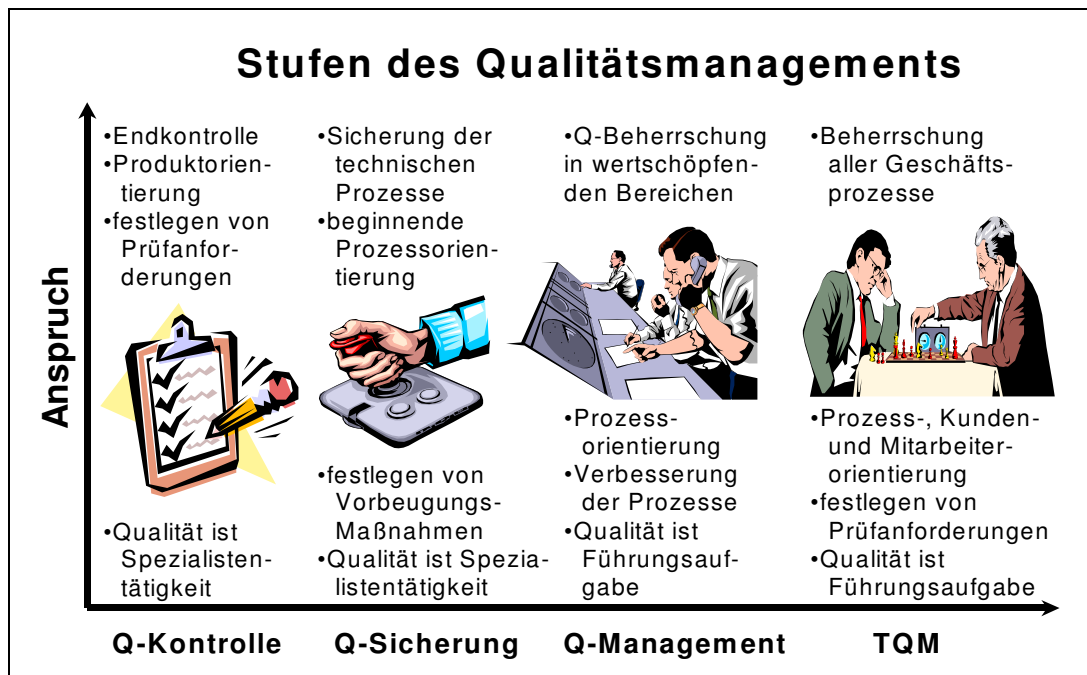 Stufen des Qualitätsmanagements
Anspruch
•Endkontrolle
•Produktorien-
tierung
•festlegen von
Prüfanfor-
derungen
•Qualität ist
Spezialisten-
tätigkeit
•Sicherung der
technischen
Prozesse
•beginnende
Prozessorien-
tierung
•festlegen von
Vorbeugungs-
Maßnahmen
•Qualität ist Spezia-
listentätigkeit
•Q-Beherrschung
in wertschöpfen-
den Bereichen
•Prozess-
orientierung
•Verbesserung
der Prozesse
•Qualität ist
Führungsauf-
gabe
•Beherrschung
aller Geschäfts-
prozesse
•Prozess-, Kunden-
und Mitarbeiter-
orientierung
•festlegen von
Prüfanforderungen
•Qualität ist
Führungsaufgabe
Q-Kontrolle
Q-Sicherung
Q-Management
TQM